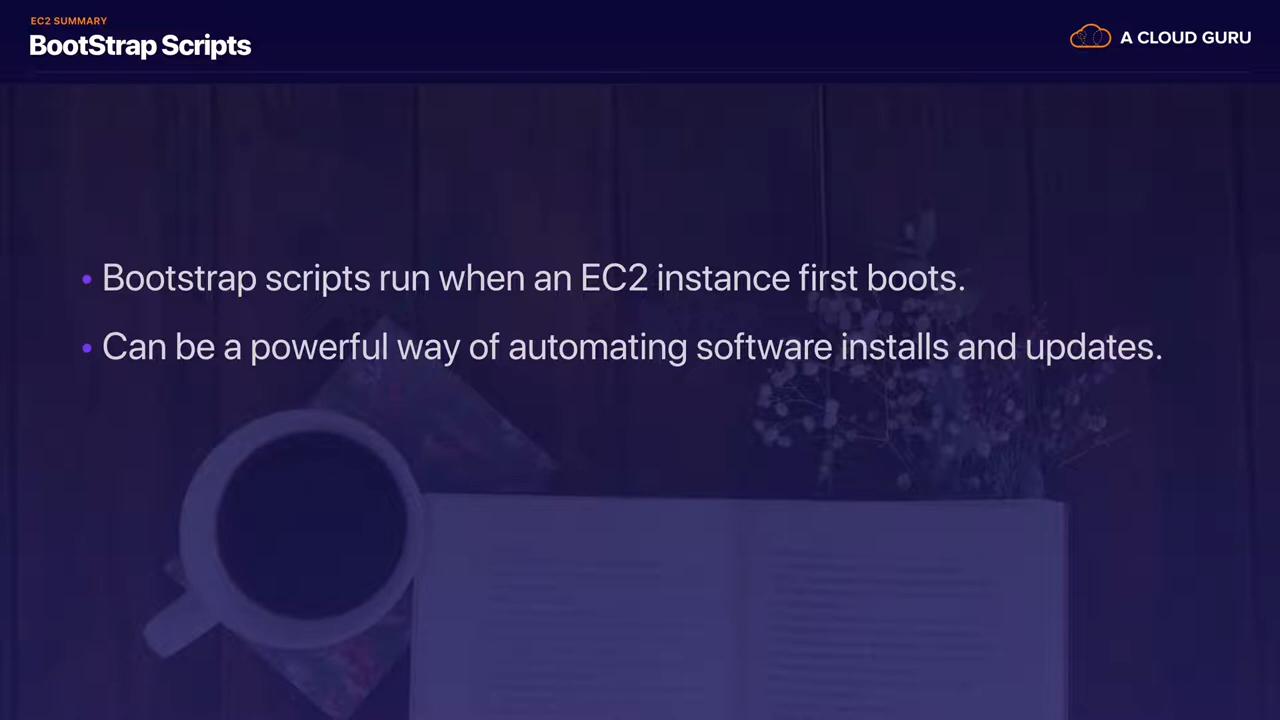 EC2 SUMMARY
BootStrap Scripts
A CLOUD GURU
• Bootstrap scripts run when an EC2 instance first boots.
• Can be a powerful way of automating software installs and updates.